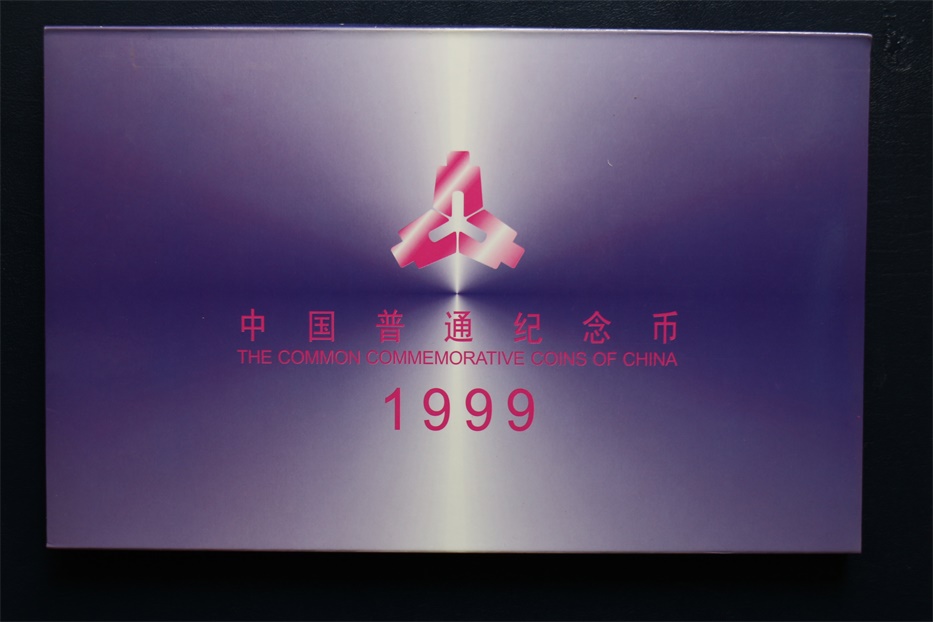 中国普通纪念币
THE COMMON COMMEMORATIVE COINS OF CHINA
1999